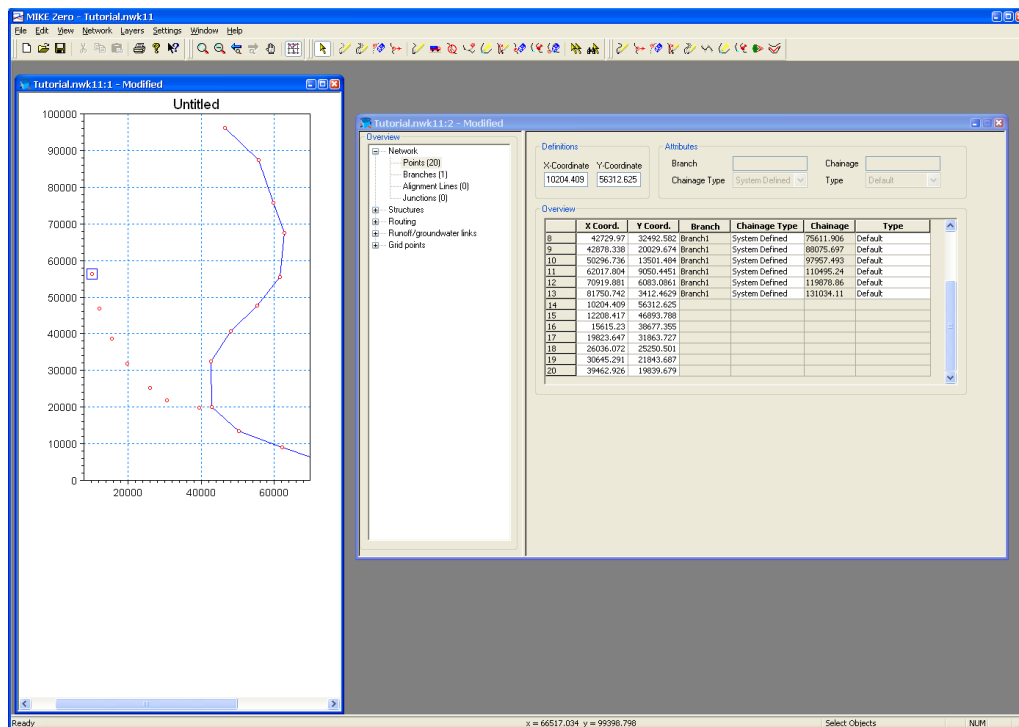 MIKE Zero - Tutorial.nwk11
File Edit View Network Layers Settings Window Help
Tutorial.nwk11:1 - Modified
Untitled
100000
90000
80000
70000
60000
50000
40000
30000
20000
10000
0
20000 40000 60000
Tutorial.nwk11:2 - Modified
Overview
Network
Points (20)
Branches (1)
Alignment Lines (0)
Junctions (0)
Structures
Routing
Runoff/groundwater links
Grid points
Definitions
X-Coordinate Y-Coordinate
10204.409 56312.625
Attributes
Branch Chainage
Chainage Type System Defined Type Default
Overview
X Coord. Y Coord. Branch Chainage Type Chainage Type
8 42729.97 32492.582 Branch1 System Defined 75611.906 Default
9 42878.338 20029.674 Branch1 System Defined 88075.697 Default
10 50296.736 13501.484 Branch1 System Defined 97957.493 Default
11 62017.804 9050.4451 Branch1 System Defined 110495.24 Default
12 70919.881 6083.0861 Branch1 System Defined 119878.86 Default
13 81750.742 3412.4629 Branch1 System Defined 131034.11 Default
14 10204.409 56312.625
15 12208.417 46893.788
16 15615.23 38677.355
17 19823.647 31863.727
18 26036.072 25250.501
19 30645.291 21843.687
20 39462.926 19839.679
Ready x = 66517.034 y = 99398.798 Select Objects NUM